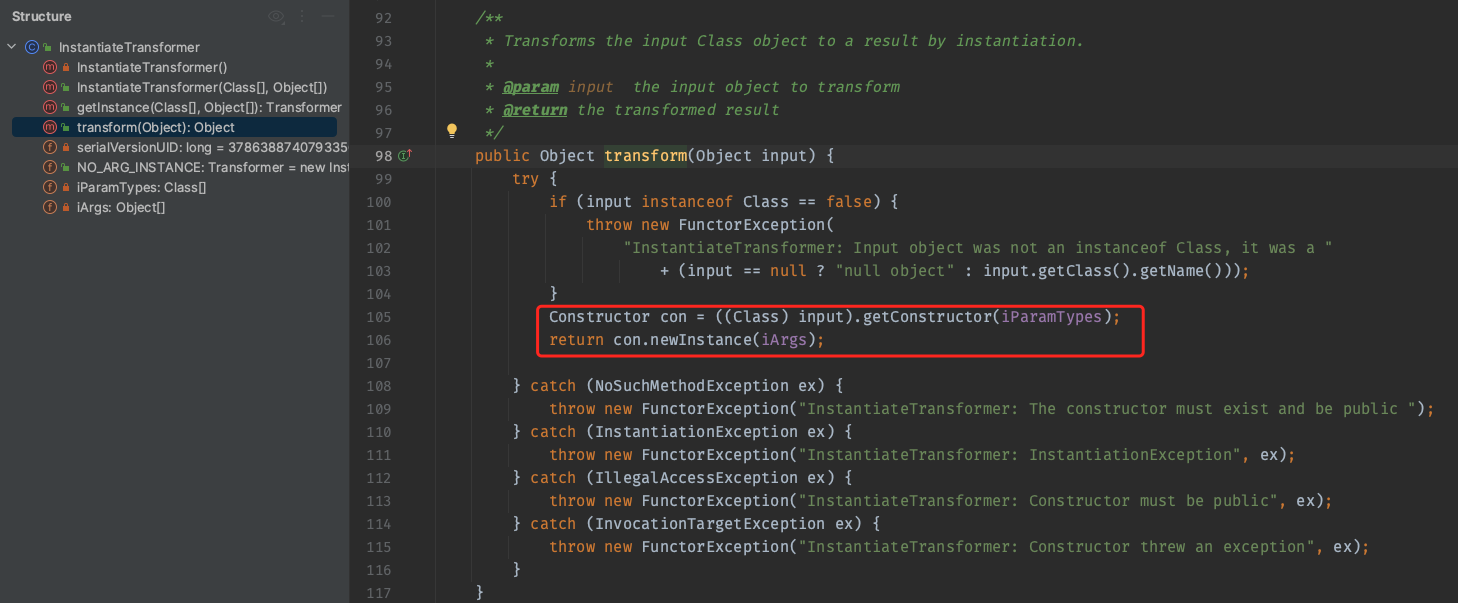 Structure
InstantiateTransformer
InstantiateTransformer()
InstantiateTransformer(Class[], Object[])
getInstance(Class[], Object[]): Transformer
transform(Object): Object
serialVersionUID: long = 3786388740793356
NO_ARG_INSTANCE: Transformer = new Inst
iParamTypes: Class[]
iArgs: Object[]
92 /**
93 * Transforms the input Class object to a result by instantiation.
94 *
95 * @param input  the input object to transform
96 * @return the transformed result
97 */
98 public Object transform(Object input) {
99 try {
100 if (input instanceof Class == false) {
101 throw new FunctorException(
102 "InstantiateTransformer: Input object was not an instanceof Class, it was a "
103 + (input == null ? "null object" : input.getClass().getName()));
104 }
105 Constructor con = ((Class) input).getConstructor(iParamTypes);
106 return con.newInstance(iArgs);
107
108 } catch (NoSuchMethodException ex) {
109 throw new FunctorException("InstantiateTransformer: The constructor must exist and be public ");
110 } catch (InstantiationException ex) {
111 throw new FunctorException("InstantiateTransformer: InstantiationException", ex);
112 } catch (IllegalAccessException ex) {
113 throw new FunctorException("InstantiateTransformer: Constructor must be public", ex);
114 } catch (InvocationTargetException ex) {
115 throw new FunctorException("InstantiateTransformer: Constructor threw an exception", ex);
116 }
117 }